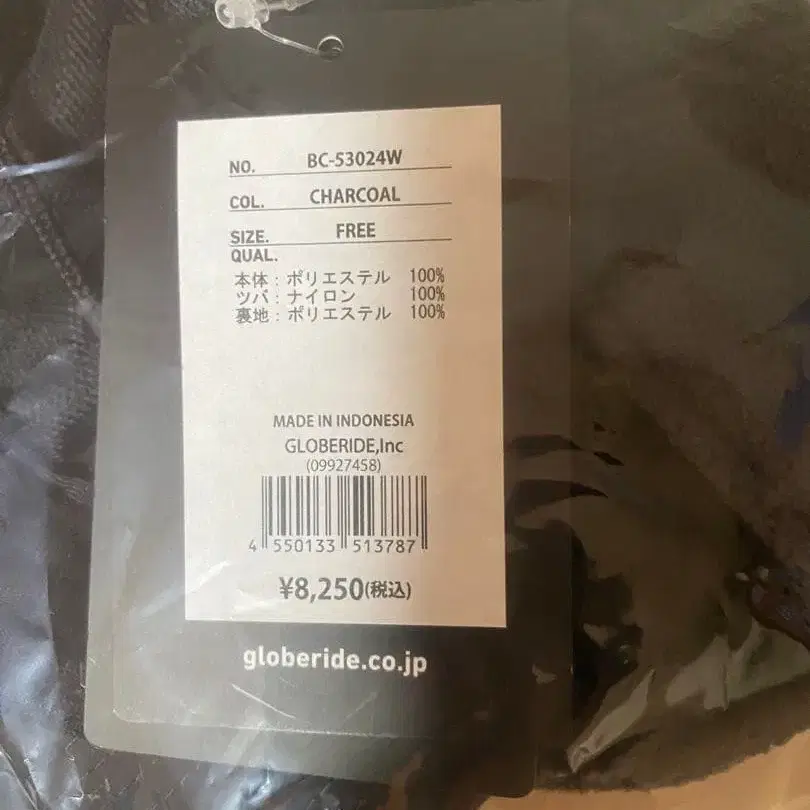 NO. BC-53024W
COL. CHARCOAL
SIZE. FREE
QUAL.
本体：ポリエステル 100%
ツバ：ナイロン 100%
裏地：ポリエステル 100%
MADE IN INDONESIA
GLOBERIDE,Inc
(09927458)
4 550133 513787
¥8,250(税込)
globeride.co.jp